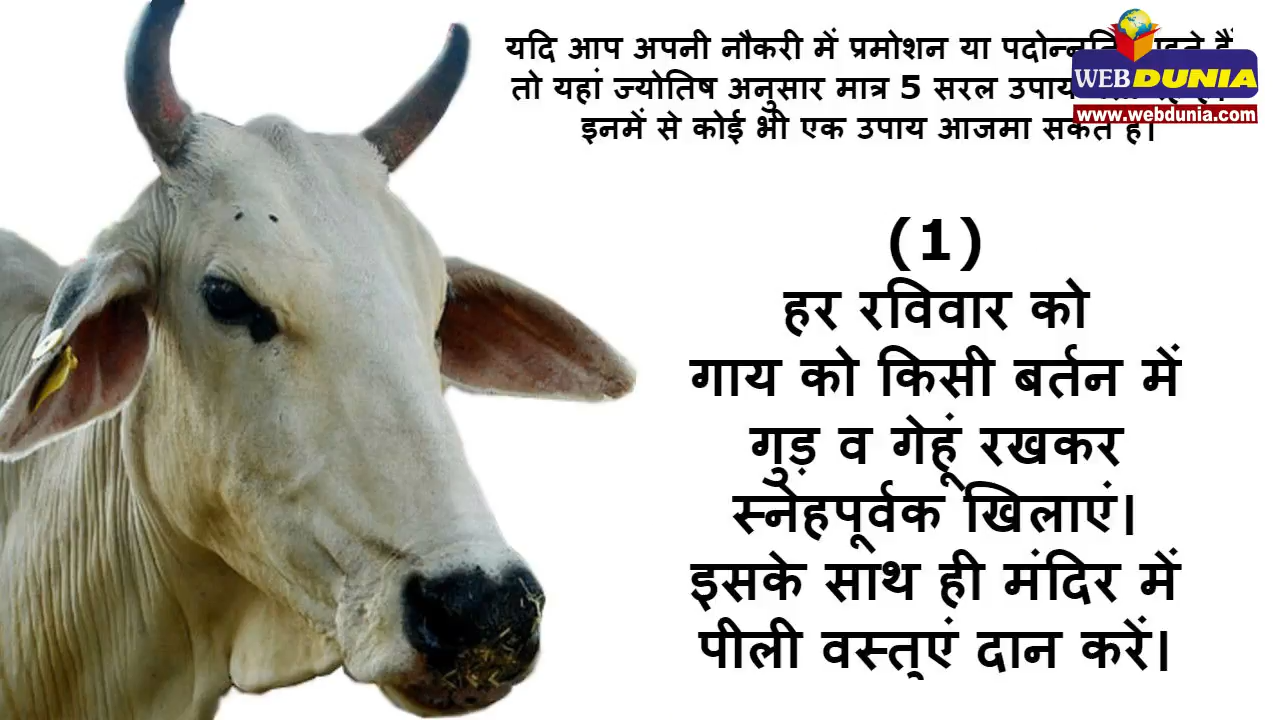 यदि आप अपनी नौकरी में प्रमोशन या पदोन्नति हैं
तो यहां ज्योतिष अनुसार मात्र 5 सरल उपाय
इनमें से कोई भी एक उपाय आजमा सकते हैं।
WEBDUNIA
www.webdunia.com
(1)
हर रविवार को
गाय को किसी बर्तन में
गुड़ व गेहूं रखकर
स्नेहपूर्वक खिलाएं।
इसके साथ ही मंदिर में
पीली वस्तुएं दान करें।